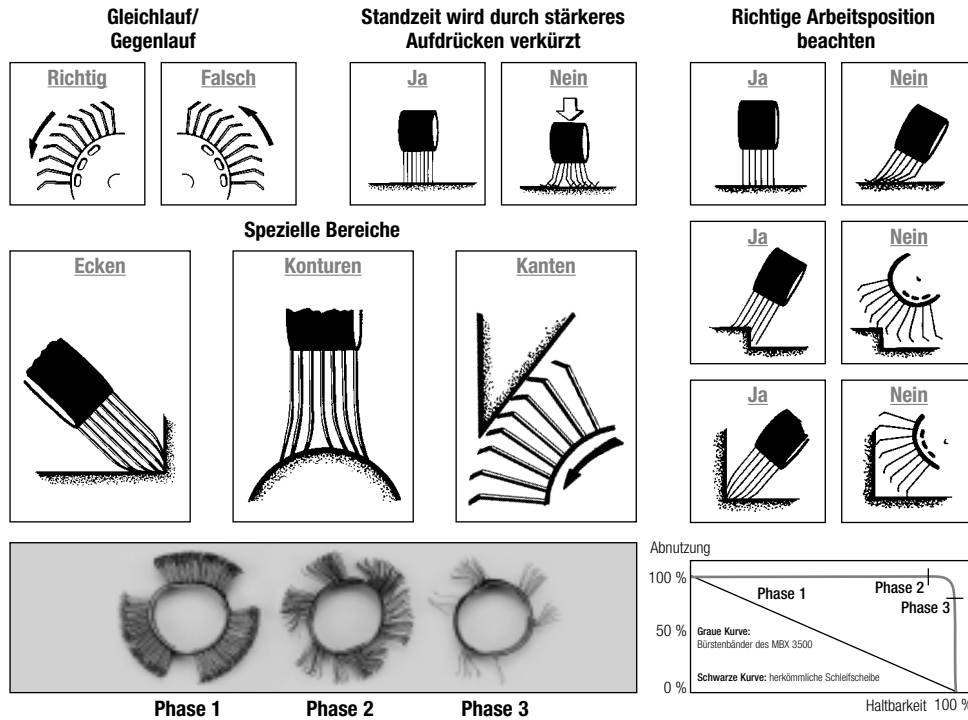 Gleichlauf/
Gegenlauf
Richtig
Falsch
Standzeit wird durch stärkeres
Aufdrücken verkürzt
Ja
Nein
Richtige Arbeitsposition
beachten
Ja
Nein
Ja
Nein
Ja
Nein
Spezielle Bereiche
Ecken
Konturen
Kanten
Phase 1
Phase 2
Phase 3
Abnutzung
100 %
50 %
0 %
Phase 1
Phase 2
Phase 3
Graue Kurve:
Bürstenbänder des MBX 3500
Schwarze Kurve: herkömmliche Schleifscheibe
Haltbarkeit 100 %